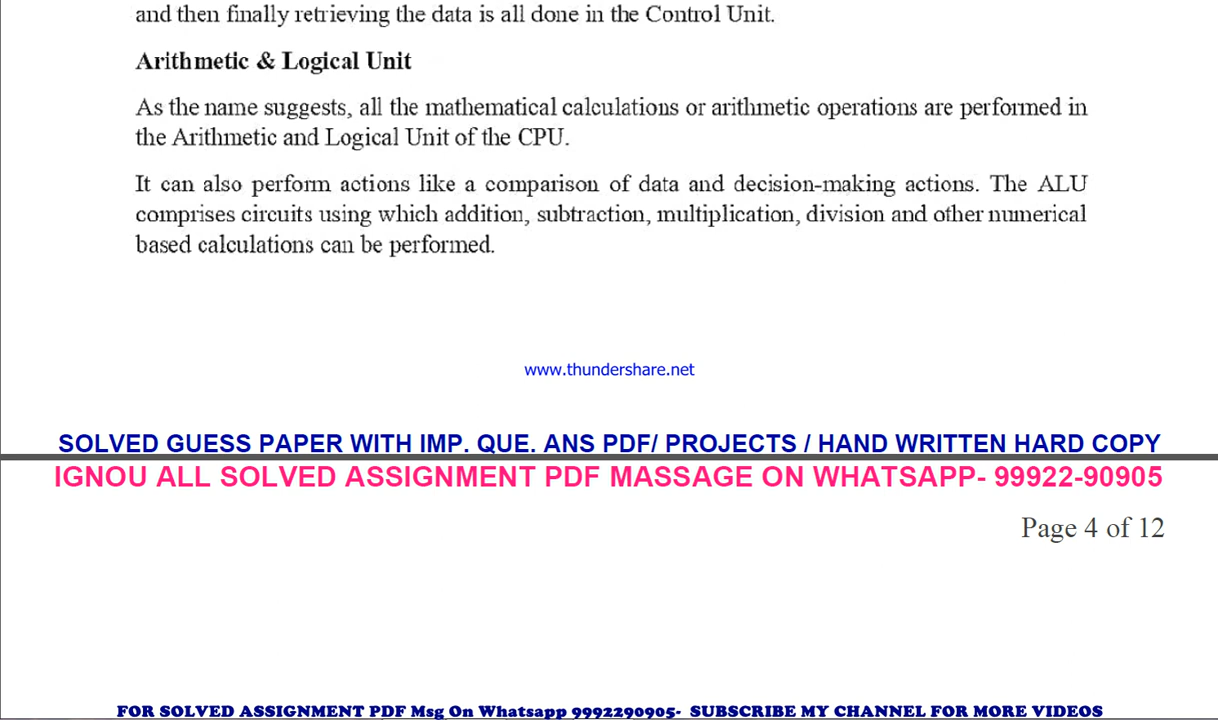 and then finally retrieving the data is all done in the Control Unit.
Arithmetic & Logical Unit
As the name suggests, all the mathematical calculations or arithmetic operations are performed in
the Arithmetic and Logical Unit of the CPU.
It can also perform actions like a comparison of data and decision-making actions. The ALU
comprises circuits using which addition, subtraction, multiplication, division and other numerical
based calculations can be performed.
www.thundershare.net
SOLVED GUESS PAPER WITH IMP. QUE. ANS PDF/ PROJECTS / HAND WRITTEN HARD COPY
IGNOU ALL SOLVED ASSIGNMENT PDF MASSAGE ON WHATSAPP- 99922-90905
Page 4 of 12
FOR SOLVED ASSIGNMENT PDF Msg On Whatsapp 9992290905- SUBSCRIBE MY CHANNEL FOR MORE VIDEOS